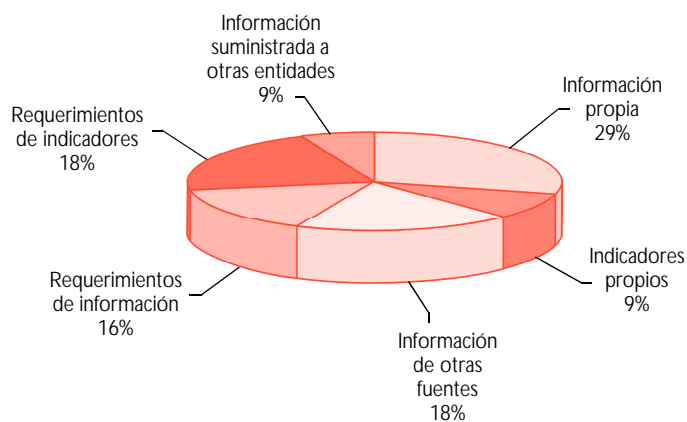 Información
suministrada a
otras entidades
9%
Información
propia
29%
Requerimientos
de indicadores
18%
Indicadores
propios
9%
Requerimientos
de información
16%
Información
de otras
fuentes
18%